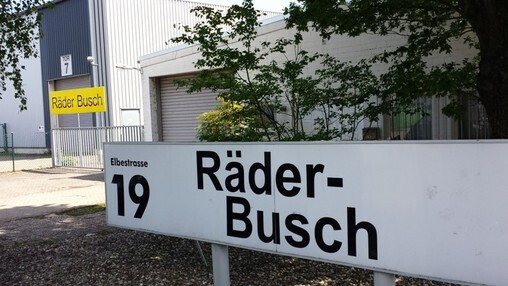 7
Räder Busch
Elbestrasse
19
Räder-
Busch